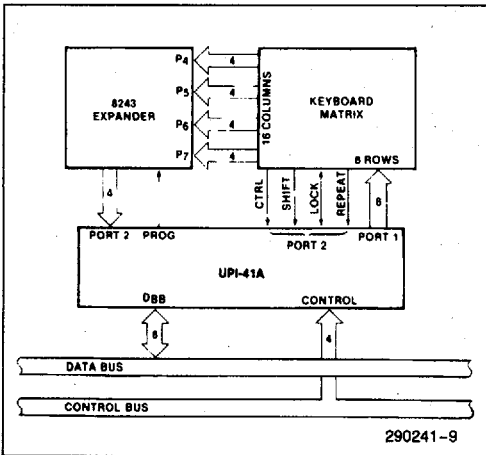 P4
4
P5
4
8243
EXPANDER
P6
4
P7
4
16 COLUMNS
KEYBOARD
MATRIX
8 ROWS
4
CTRL
SHIFT
LOCK
REPEAT
8
PORT 2
PROG
PORT 2
PORT 1
UPI-41A
DBB
CONTROL
8
4
DATA BUS
CONTROL BUS
290241-9